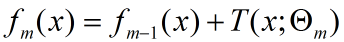 f_m(x) = f_{m-1}(x) + T(x;Θ_m)